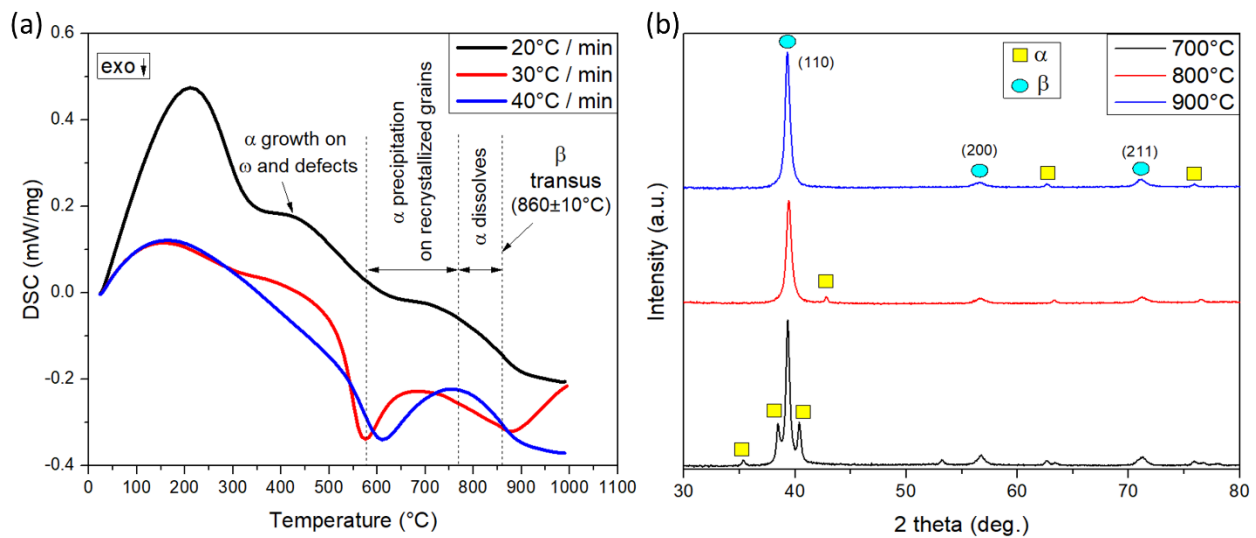 (a)
0.6
0.4
0.2
0.0
-0.2
-0.4
DSC (mW/mg)
exo ↓
20°C / min
30°C / min
40°C / min
α growth on
ω and defects
α precipitation
on recrystallized grains
α dissolves
β
transus
(860±10°C)
0 100 200 300 400 500 600 700 800 900 1000 1100
Temperature (°C)
(b)
Intensity (a.u.)
(110)
α
β
700°C
800°C
900°C
(200)
(211)
30 40 50 60 70 80
2 theta (deg.)